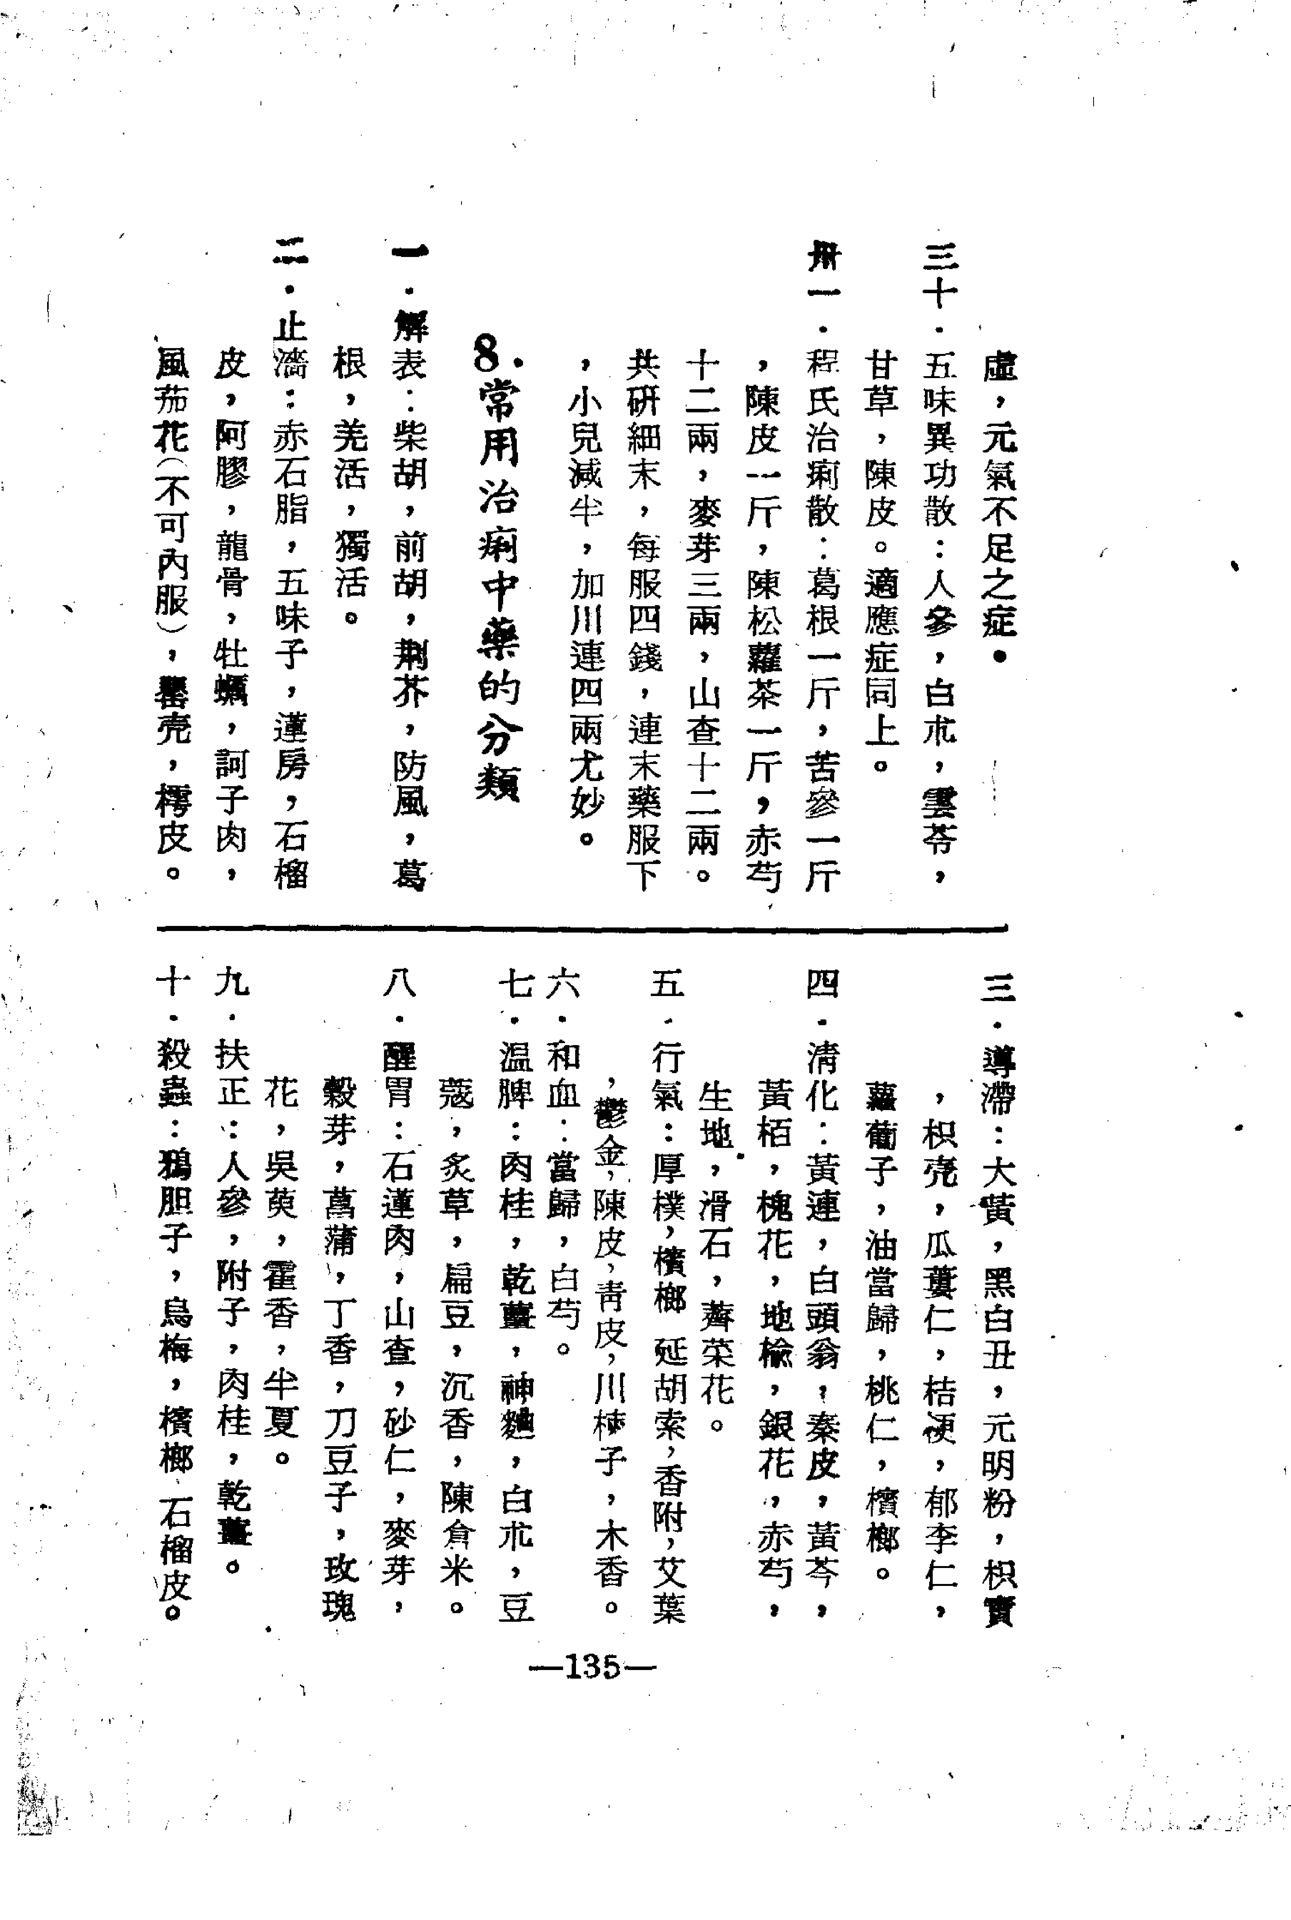 虛，元氣不足之症。
三十．五味異功散：人參，白朮，雲苓，
甘草，陳皮。適應症同上。
卅一．程氏治痢散：葛根一斤，苦參一斤
，陳皮一斤，陳松蘿茶一斤，赤芍
十二兩，麥芽三兩，山查十二兩。
共研細末，每服四錢，連末藥服下
，小兒減半，加川連四兩尤妙。
8．常用治痢中藥的分類
一．解表：柴胡，前胡，荆芥，防風，葛
根，羌活，獨活。
二．止濇：赤石脂，五味子，蓮房，石榴
皮，阿膠，龍骨，牡蠣，訶子肉，
風茄花（不可內服），罌壳，樗皮。
三．導滯：大黃，黑白丑，元明粉，枳實
，枳壳，瓜蔞仁，桔梗，郁李仁，
蘿蔔子，油當歸，桃仁，檳榔。
四．清化：黃連，白頭翁，秦皮，黃芩，
黃栢，槐花，地榆，銀花，赤芍，
生地，滑石，薺菜花。
五．行氣：厚樸，檳榔 延胡索，香附，艾葉
，鬱金，陳皮，青皮，川楝子，木香。
六．和血：當歸，白芍。
七．温脾：肉桂，乾薑，神麯，白朮，豆
蔻，炙草，扁豆，沉香，陳倉米。
八．醒胃：石蓮肉，山查，砂仁，麥芽，
榖芽，菖蒲，丁香，刀豆子，玫瑰
花，吳萸，霍香，半夏。
九．扶正：人參，附子，肉桂，乾薑。
十．殺蟲：鴉胆子，烏梅，檳榔 石榴皮。
—135—